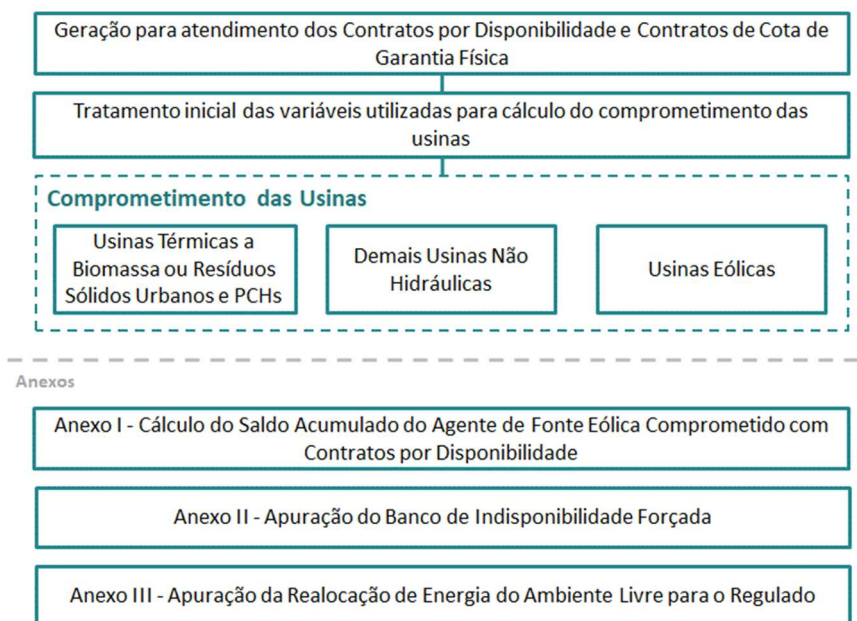 Geração para atendimento dos Contratos por Disponibilidade e Contratos de Cota de
Garantia Física
Tratamento inicial das variáveis utilizadas para cálculo do comprometimento das
usinas
Comprometimento das Usinas
Usinas Térmicas a
Biomassa ou Resíduos
Sólidos Urbanos e PCHs
Demais Usinas Não
Hidráulicas
Usinas Eólicas
Anexos
Anexo I - Cálculo do Saldo Acumulado do Agente de Fonte Eólica Comprometido com
Contratos por Disponibilidade
Anexo II - Apuração do Banco de Indisponibilidade Forçada
Anexo III - Apuração da Realocação de Energia do Ambiente Livre para o Regulado